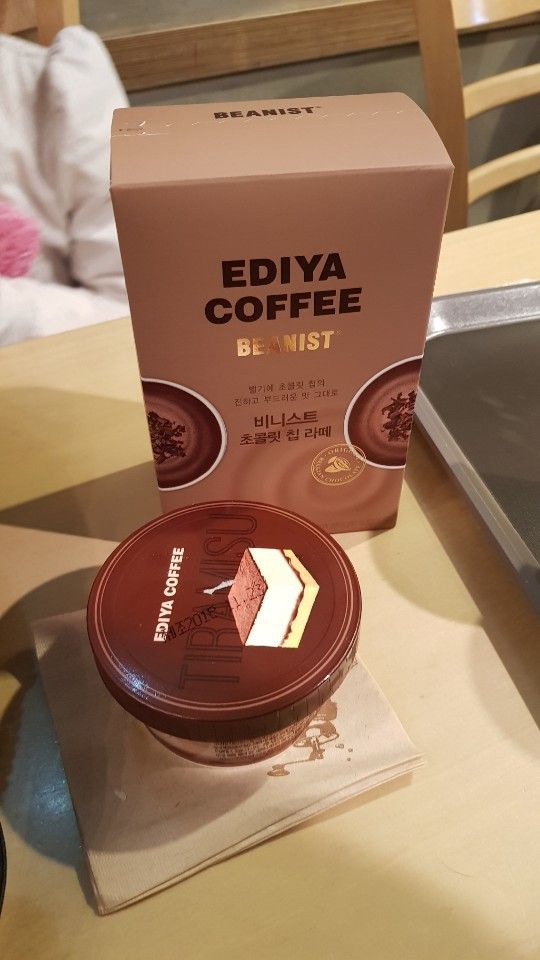 BEANIST
EDIYA
COFFEE
BEANIST
벨기에 초콜릿 칩의
진하고 부드러운 맛 그대로
비니스트
초콜릿 칩 라떼
TIRAMISU
EDIYA COFFEE